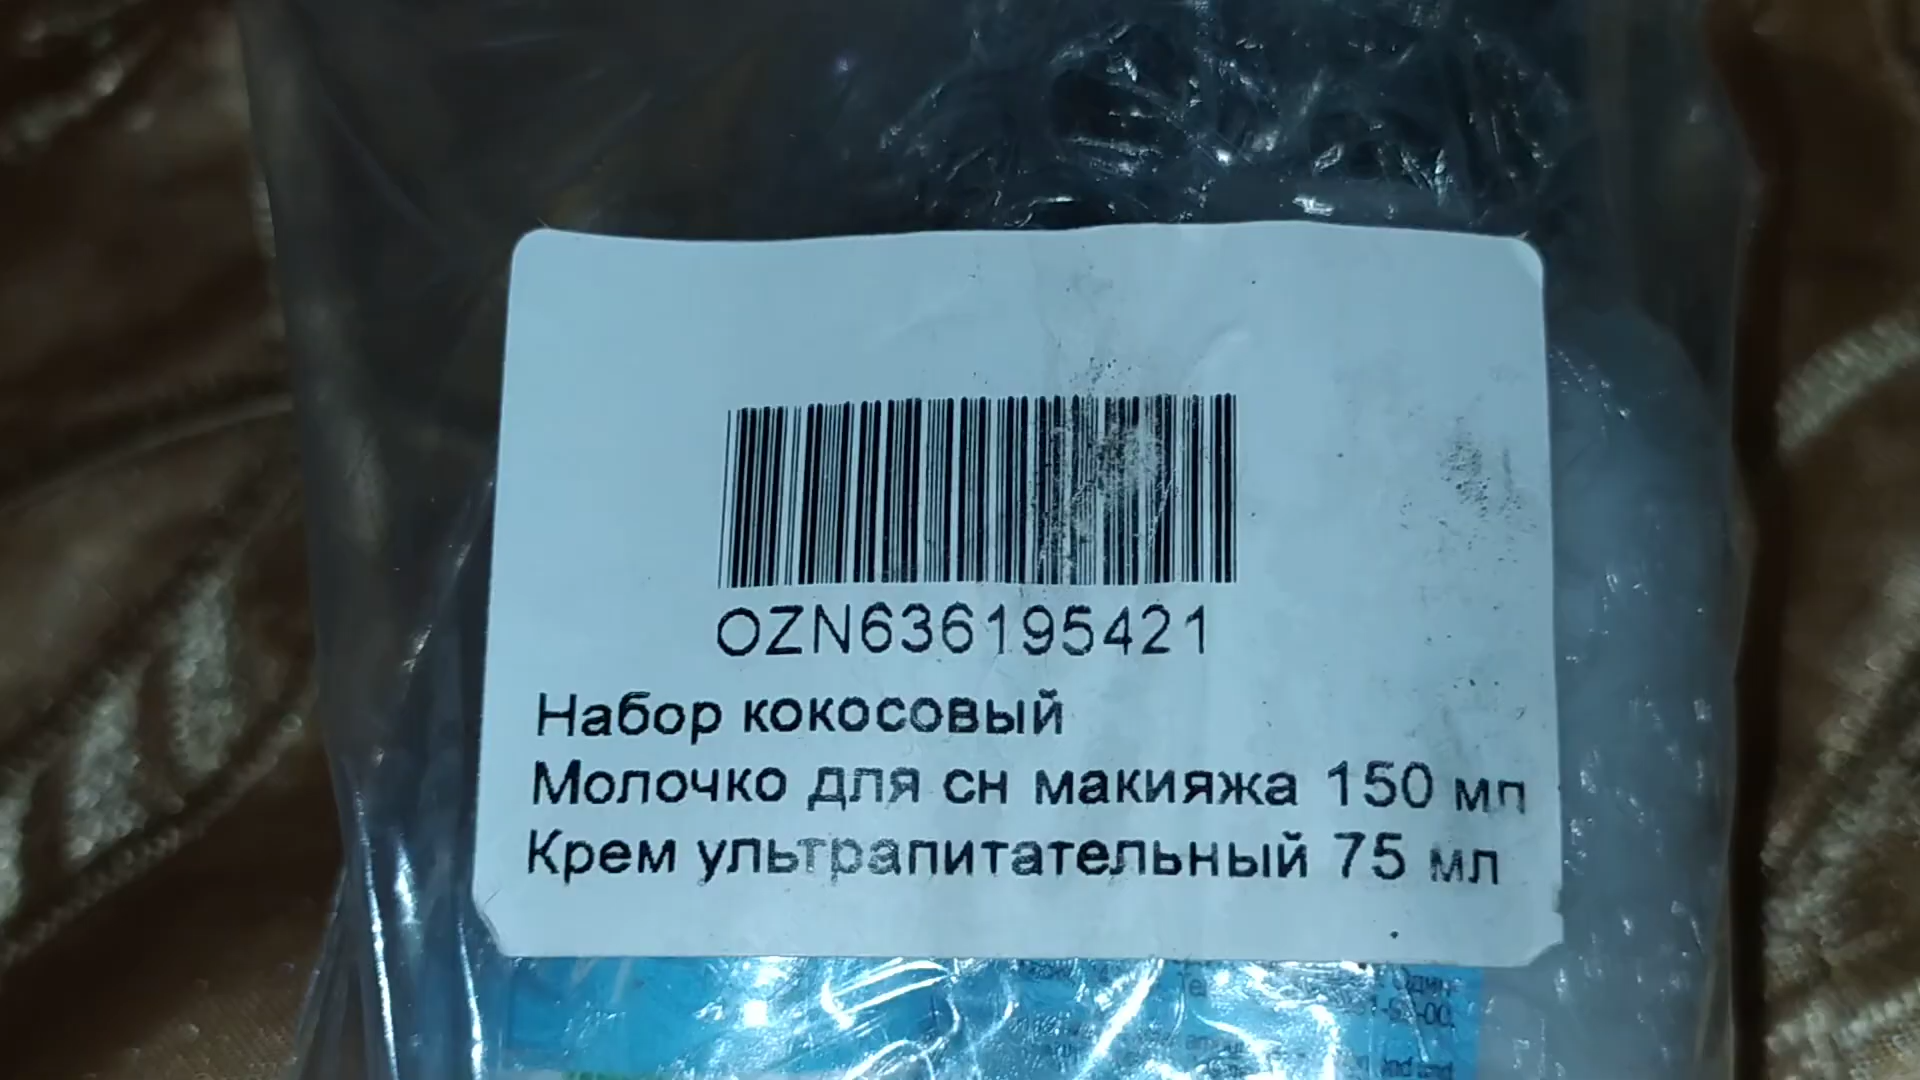 OZN636195421
Набор кокосовый
Молочко для сн макияжа 150 мл
Крем ультрапитательный 75 мл